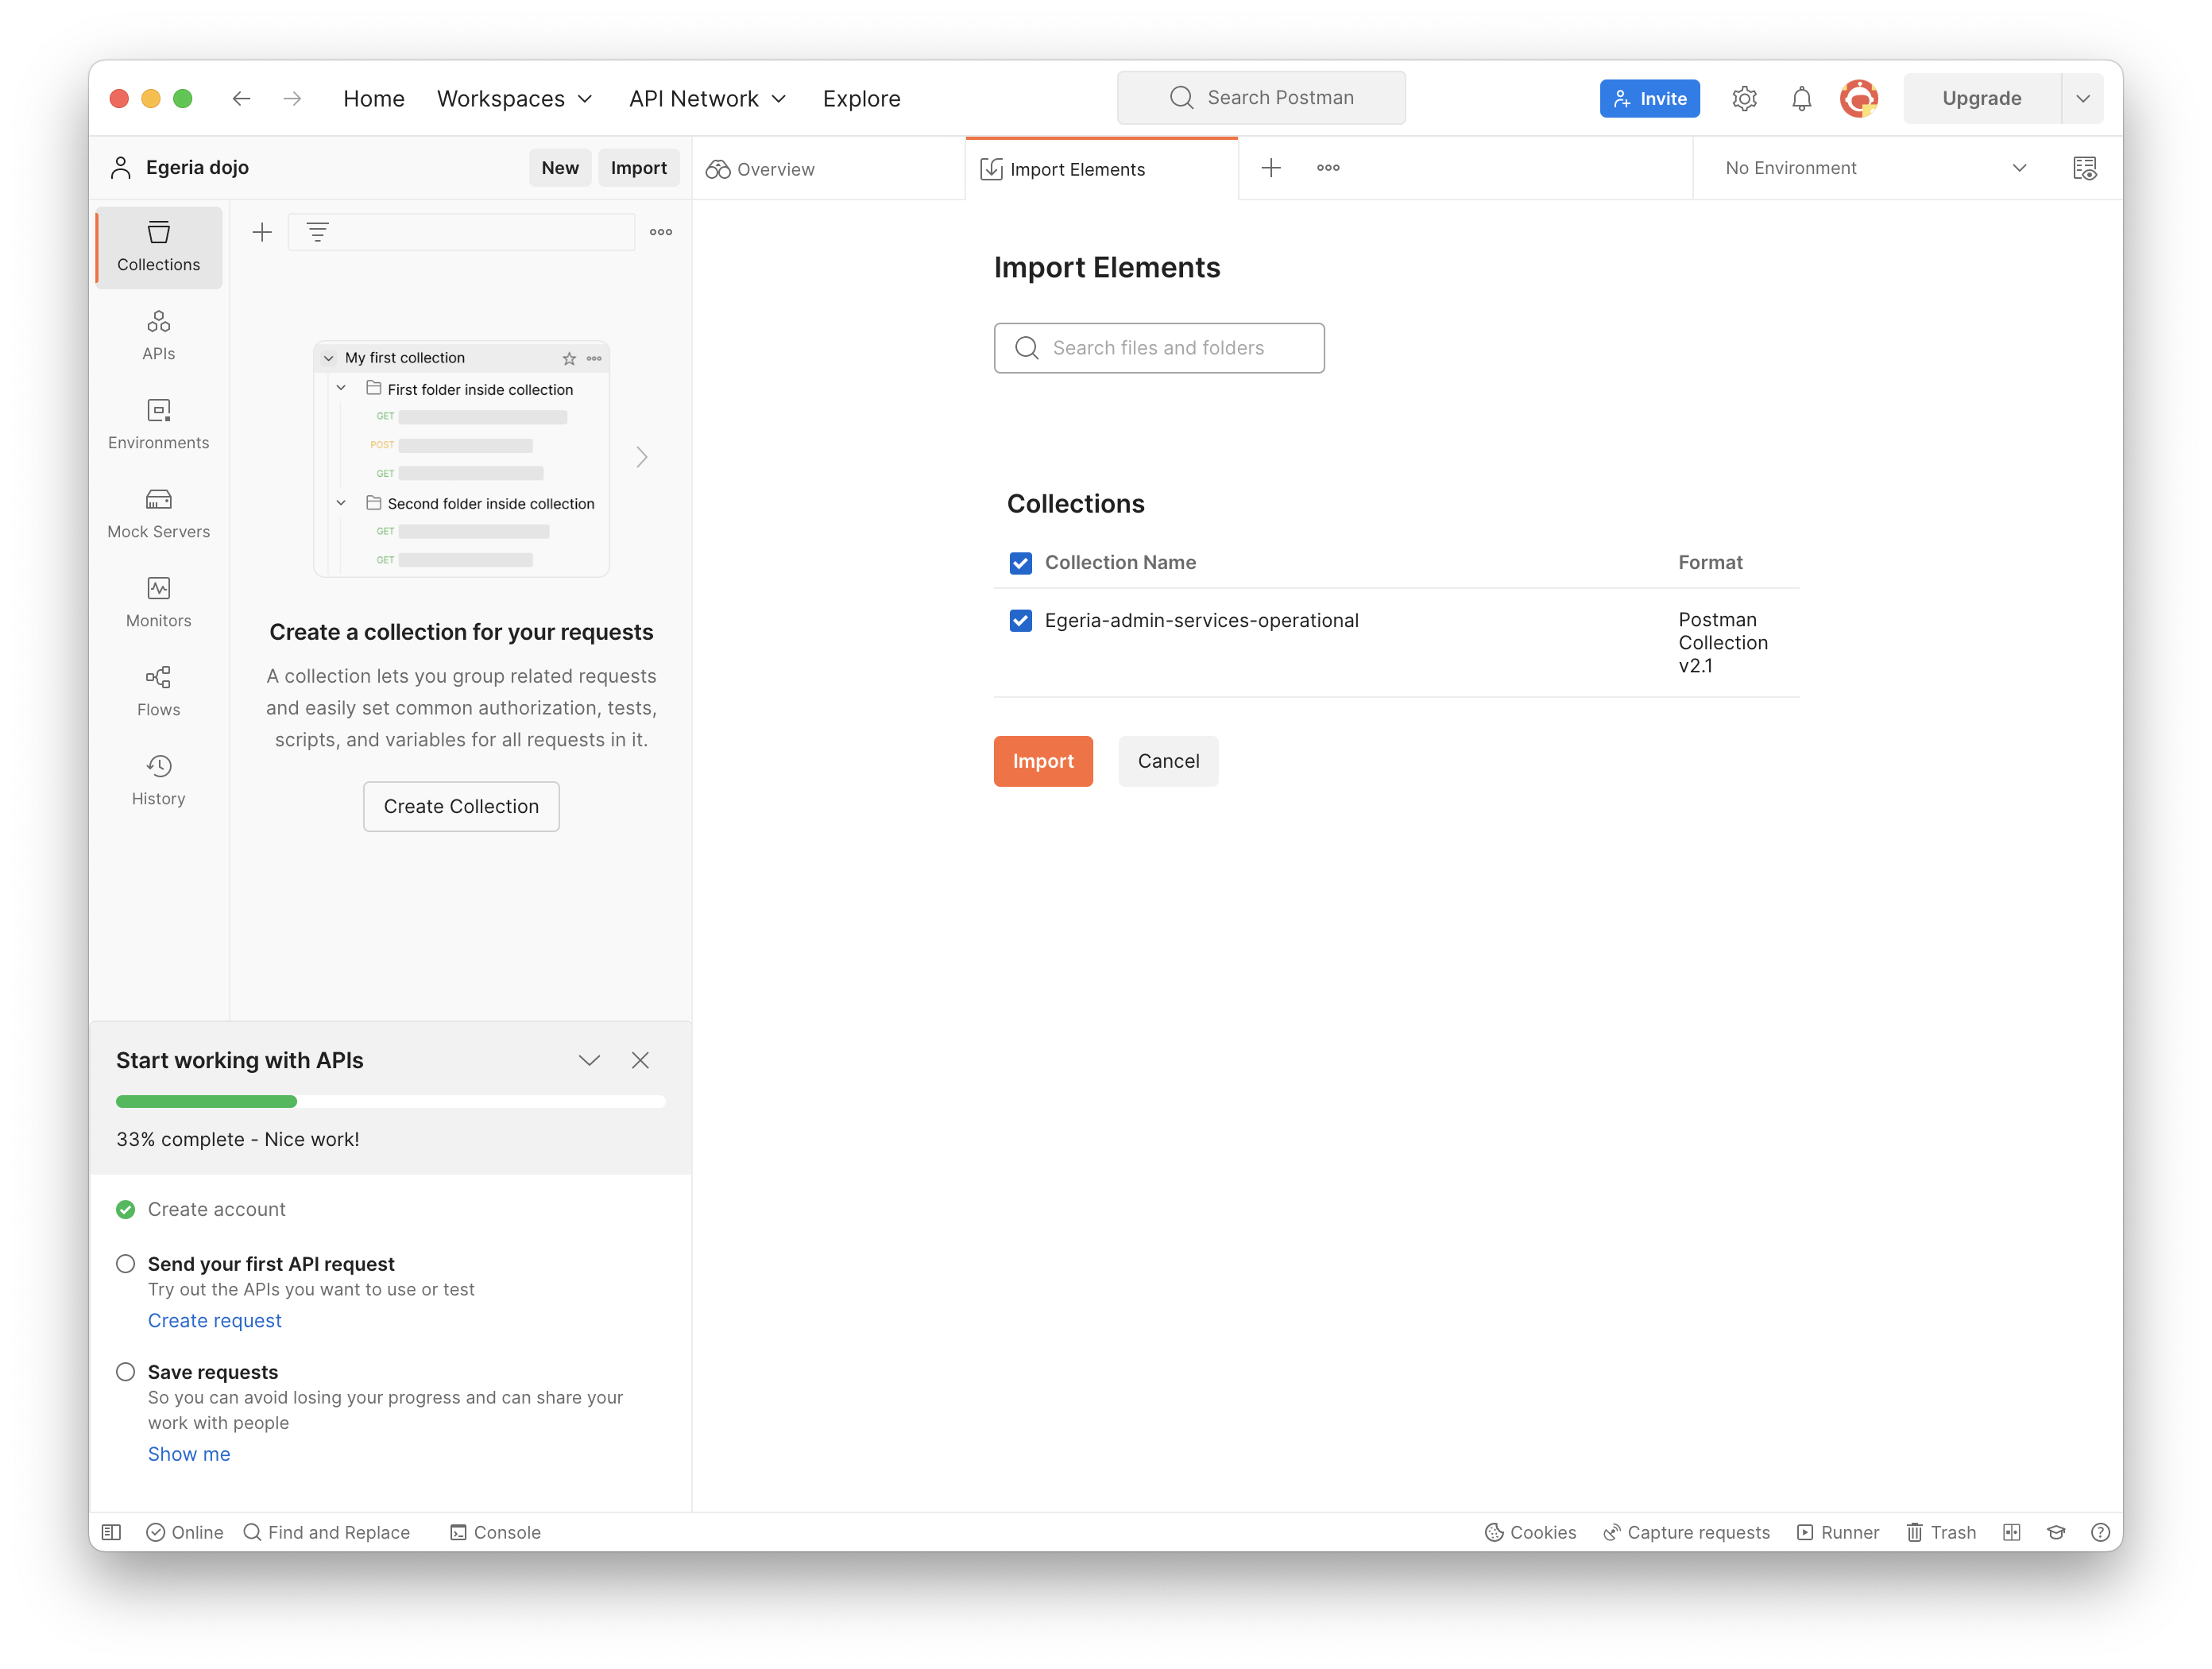 Home
Workspaces
API Network
Explore
Search Postman
Invite
Upgrade
Egeria dojo
New
Import
Overview
Import Elements
No Environment
Collections
APIs
Environments
Mock Servers
Monitors
Flows
History
My first collection
First folder inside collection
GET
POST
GET
Second folder inside collection
GET
GET
Create a collection for your requests
A collection lets you group related requests
and easily set common authorization, tests,
scripts, and variables for all requests in it.
Create Collection
Start working with APIs
33% complete - Nice work!
Create account
Send your first API request
Try out the APIs you want to use or test
Create request
Save requests
So you can avoid losing your progress and can share your
work with people
Show me
Import Elements
Search files and folders
Collections
Collection Name
Format
Egeria-admin-services-operational
Postman
Collection
v2.1
Import
Cancel
Online
Find and Replace
Console
Cookies
Capture requests
Runner
Trash